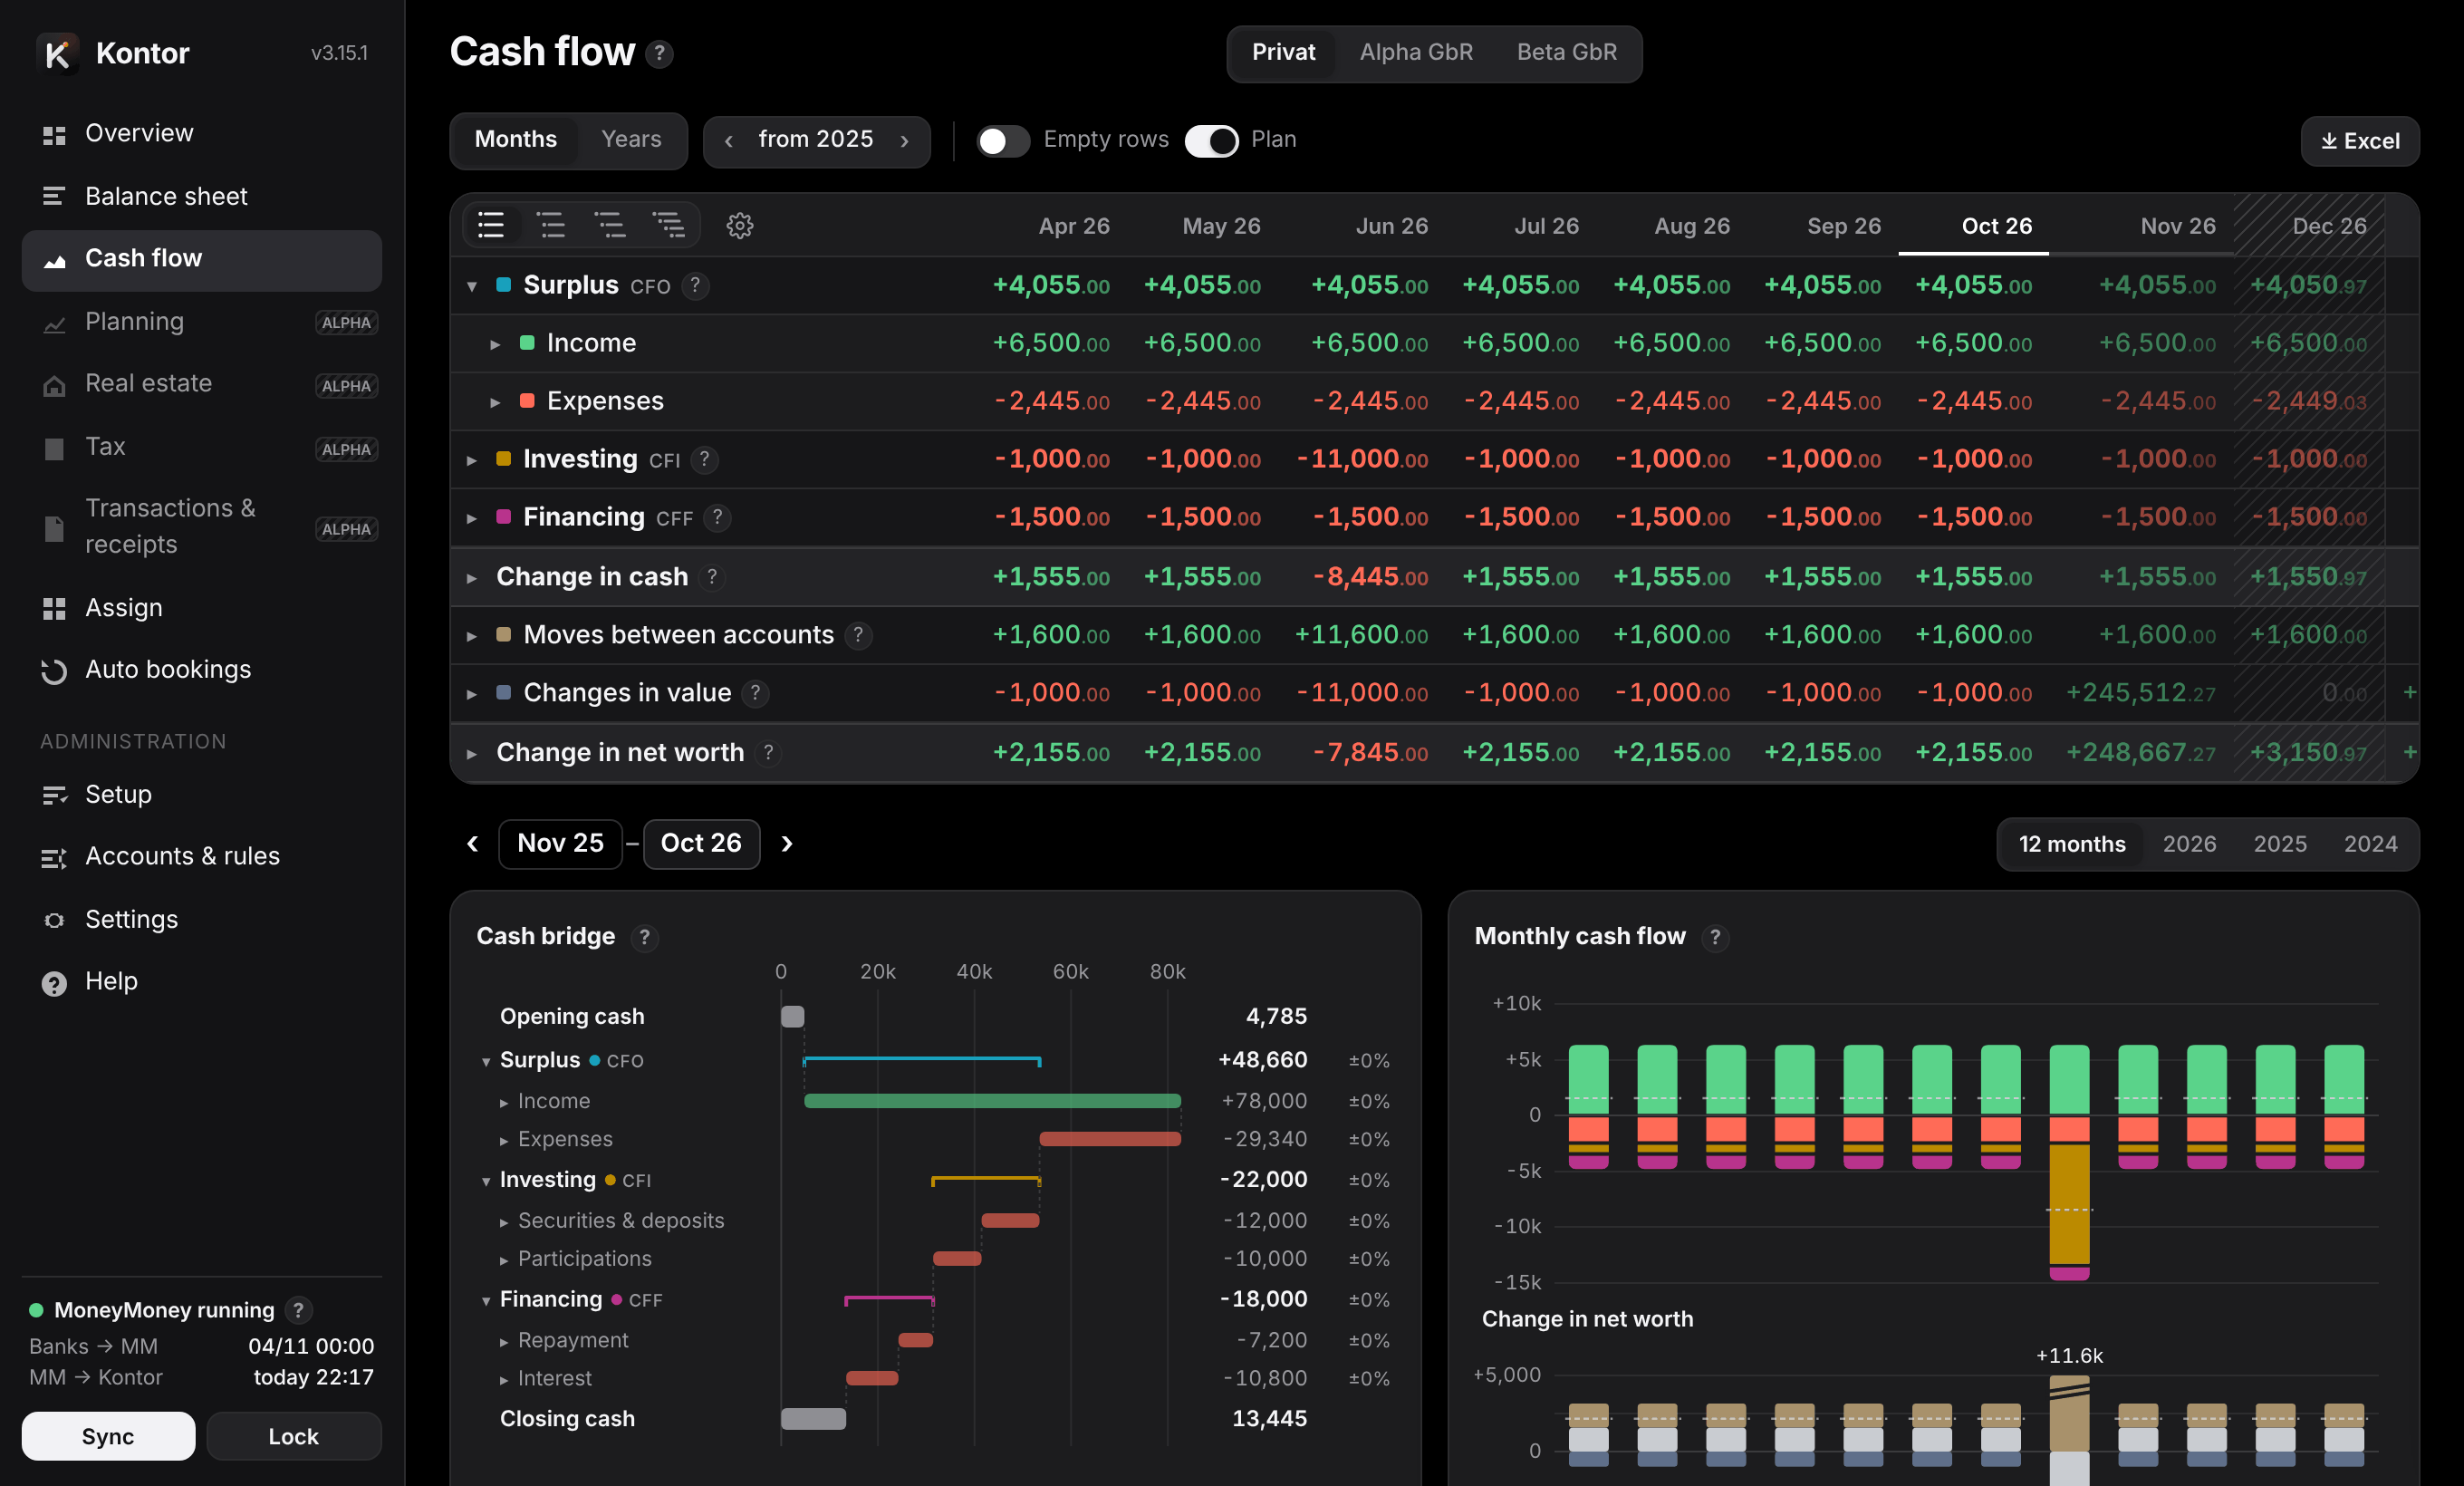 Kontor v3.15.1
Overview
Balance sheet
Cash flow
Planning ALPHA
Real estate ALPHA
Tax ALPHA
Transactions &
receipts ALPHA
Assign
Auto bookings
ADMINISTRATION
Setup
Accounts & rules
Settings
Help
MoneyMoney running ?
Banks → MM 04/11 00:00
MM → Kontor today 22:17
Sync Lock
Cash flow ?
Privat Alpha GbR Beta GbR
Months Years ‹ from 2025 › Empty rows Plan Excel
Apr 26 May 26 Jun 26 Jul 26 Aug 26 Sep 26 Oct 26 Nov 26 Dec 26
Surplus CFO ? +4,055.00 +4,055.00 +4,055.00 +4,055.00 +4,055.00 +4,055.00 +4,055.00 +4,055.00 +4,050.97
Income +6,500.00 +6,500.00 +6,500.00 +6,500.00 +6,500.00 +6,500.00 +6,500.00 +6,500.00 +6,500.00
Expenses -2,445.00 -2,445.00 -2,445.00 -2,445.00 -2,445.00 -2,445.00 -2,445.00 -2,445.00 -2,449.03
Investing CFI ? -1,000.00 -1,000.00 -11,000.00 -1,000.00 -1,000.00 -1,000.00 -1,000.00 -1,000.00 -1,000.00
Financing CFF ? -1,500.00 -1,500.00 -1,500.00 -1,500.00 -1,500.00 -1,500.00 -1,500.00 -1,500.00 -1,500.00
Change in cash ? +1,555.00 +1,555.00 -8,445.00 +1,555.00 +1,555.00 +1,555.00 +1,555.00 +1,555.00 +1,550.97
Moves between accounts ? +1,600.00 +1,600.00 +11,600.00 +1,600.00 +1,600.00 +1,600.00 +1,600.00 +1,600.00 +1,600.00
Changes in value ? -1,000.00 -1,000.00 -11,000.00 -1,000.00 -1,000.00 -1,000.00 -1,000.00 +245,512.27 0.00 +
Change in net worth ? +2,155.00 +2,155.00 -7,845.00 +2,155.00 +2,155.00 +2,155.00 +2,155.00 +248,667.27 +3,150.97 +
‹ Nov 25 – Oct 26 › 12 months 2026 2025 2024
Cash bridge ?
0 20k 40k 60k 80k
Opening cash 4,785
Surplus CFO +48,660 ±0%
Income +78,000 ±0%
Expenses -29,340 ±0%
Investing CFI -22,000 ±0%
Securities & deposits -12,000 ±0%
Participations -10,000 ±0%
Financing CFF -18,000 ±0%
Repayment -7,200 ±0%
Interest -10,800 ±0%
Closing cash 13,445
Monthly cash flow ?
+10k
+5k
0
-5k
-10k
-15k
Change in net worth
+11.6k
+5,000
0